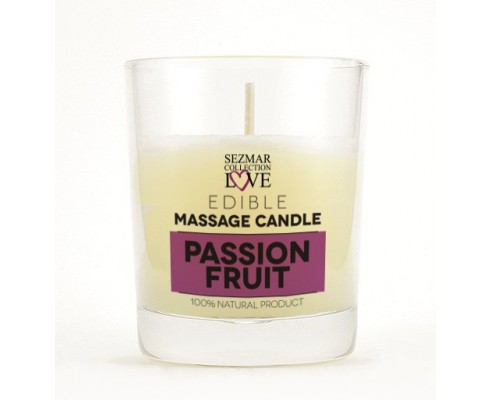 SEZMAR
COLLECTION
LOVE
EDIBLE
MASSAGE CANDLE
PASSION
FRUIT
100% NATURAL PRODUCT